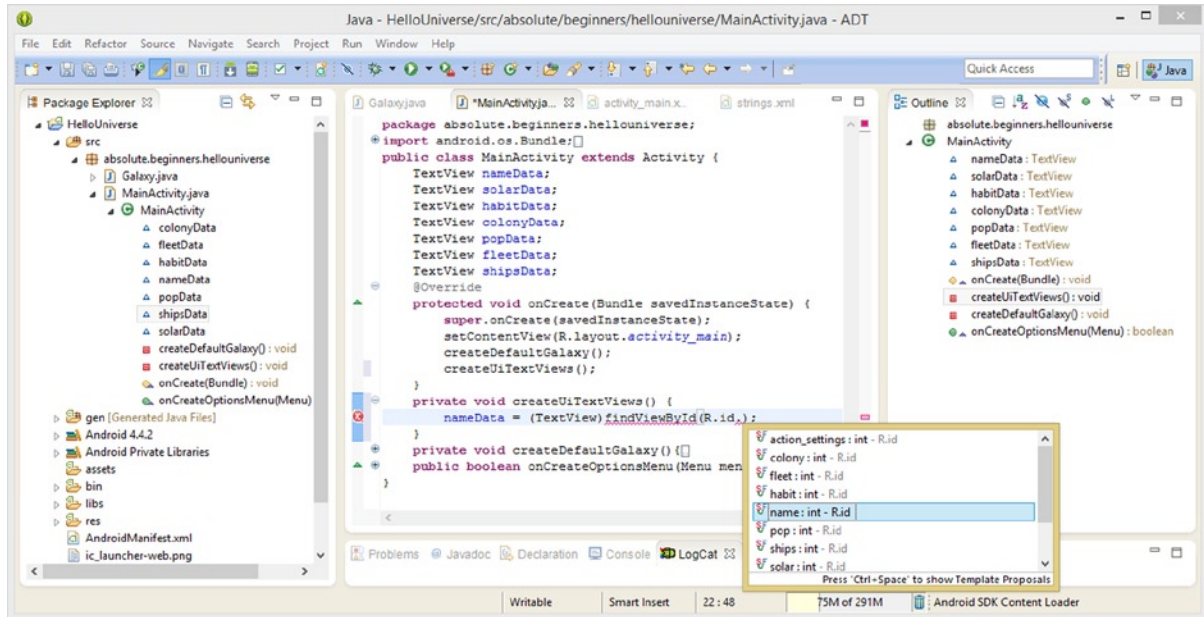 Java - HelloUniverse/src/absolute/beginners/hellouniverse/MainActivity.java - ADT
File Edit Refactor Source Navigate Search Project Run Window Help
Quick Access
Java
Package Explorer
HelloUniverse
src
absolute.beginners.hellouniverse
Galaxy.java
MainActivity.java
MainActivity
colonyData
fleetData
habitData
nameData
popData
shipsData
solarData
createDefaultGalaxy() : void
createUiTextViews() : void
onCreate(Bundle) : void
onCreateOptionsMenu(Menu)
gen [Generated Java Files]
Android 4.4.2
Android Private Libraries
assets
bin
libs
res
AndroidManifest.xml
ic_launcher-web.png
Galaxy.java *MainActivity.ja... activity_main.x... strings.xml
package absolute.beginners.hellouniverse;
import android.os.Bundle;
public class MainActivity extends Activity {
TextView nameData;
TextView solarData;
TextView habitData;
TextView colonyData;
TextView popData;
TextView fleetData;
TextView shipsData;
@Override
protected void onCreate(Bundle savedInstanceState) {
super.onCreate(savedInstanceState);
setContentView(R.layout.activity_main);
createDefaultGalaxy();
createUiTextViews();
}
private void createUiTextViews() {
nameData = (TextView)findViewById(R.id.);
}
private void createDefaultGalaxy(){
public boolean onCreateOptionsMenu(Menu men
}
action_settings : int - R.id
colony : int - R.id
fleet : int - R.id
habit : int - R.id
name : int - R.id
pop : int - R.id
ships : int - R.id
solar : int - R.id
Press 'Ctrl+Space' to show Template Proposals
Problems @ Javadoc Declaration Console LogCat
Outline
absolute.beginners.hellouniverse
MainActivity
nameData : TextView
solarData : TextView
habitData : TextView
colonyData : TextView
popData : TextView
fleetData : TextView
shipsData : TextView
onCreate(Bundle) : void
createUiTextViews() : void
createDefaultGalaxy() : void
onCreateOptionsMenu(Menu) : boolean
Writable Smart Insert 22 : 48 75M of 291M Android SDK Content Loader